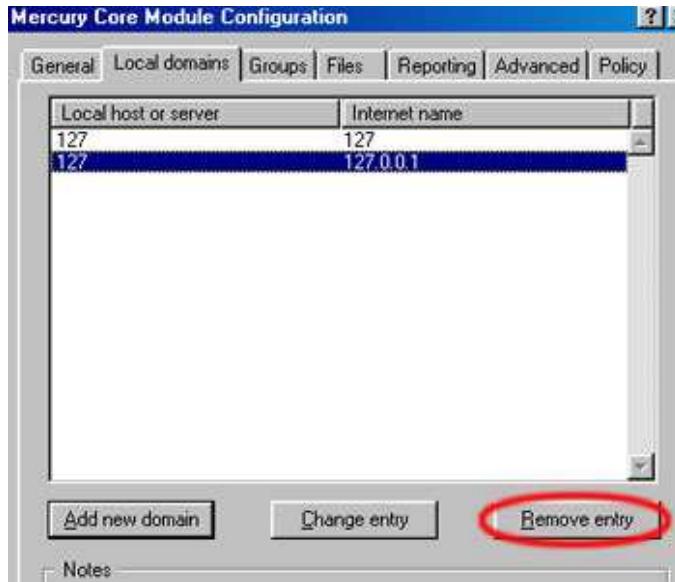 Mercury Core Module Configuration ?
General Local domains Groups Files Reporting Advanced Policy
Local host or server Internet name
127 127
127 127.0.0.1
Add new domain Change entry Remove entry
Notes